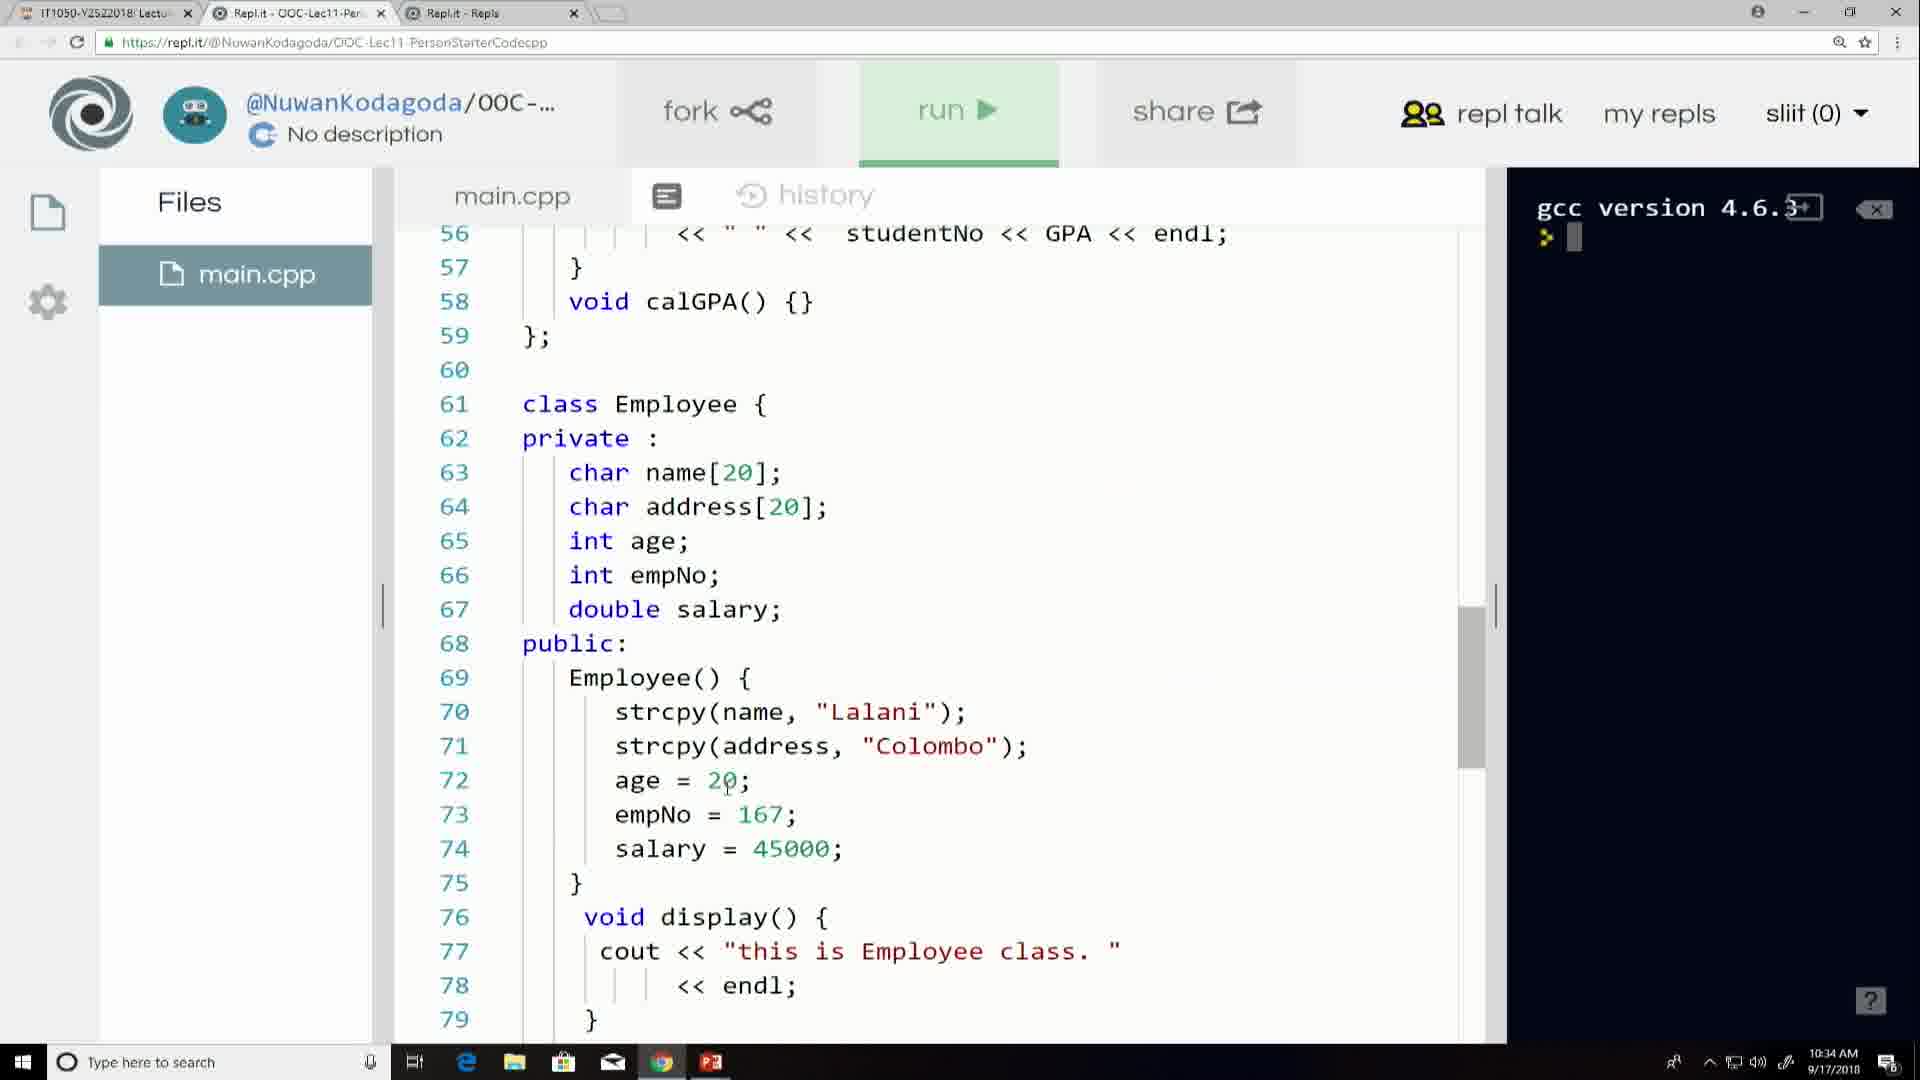 IT1050-Y2S22018: Lectu
Repl.it - OOC-Lec11-Per
Repl.it - Repls
https://repl.it/@NuwanKodagoda/OOC-Lec11-PersonStarterCodecpp
@NuwanKodagoda/OOC-...
No description
fork
run
share
repl talk
my repls
sliit (0)
Files
main.cpp
main.cpp
history
56 << " " << studentNo << GPA << endl;
57 }
58 void calGPA() {}
59 };
60
61 class Employee {
62 private :
63 char name[20];
64 char address[20];
65 int age;
66 int empNo;
67 double salary;
68 public:
69 Employee() {
70 strcpy(name, "Lalani");
71 strcpy(address, "Colombo");
72 age = 20;
73 empNo = 167;
74 salary = 45000;
75 }
76 void display() {
77 cout << "this is Employee class. "
78 << endl;
79 }
gcc version 4.6.3
>
?
Type here to search
10:34 AM
9/17/2018